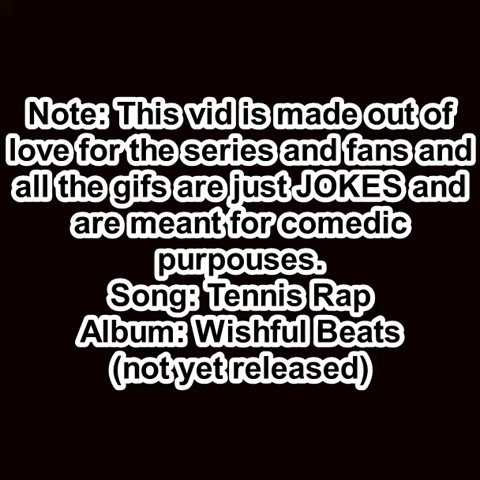 Note: This vid is made out of
love for the series and fans and
all the gifs are just JOKES and
are meant for comedic
purpouses.
Song: Tennis Rap
Album: Wishful Beats
(not yet released)